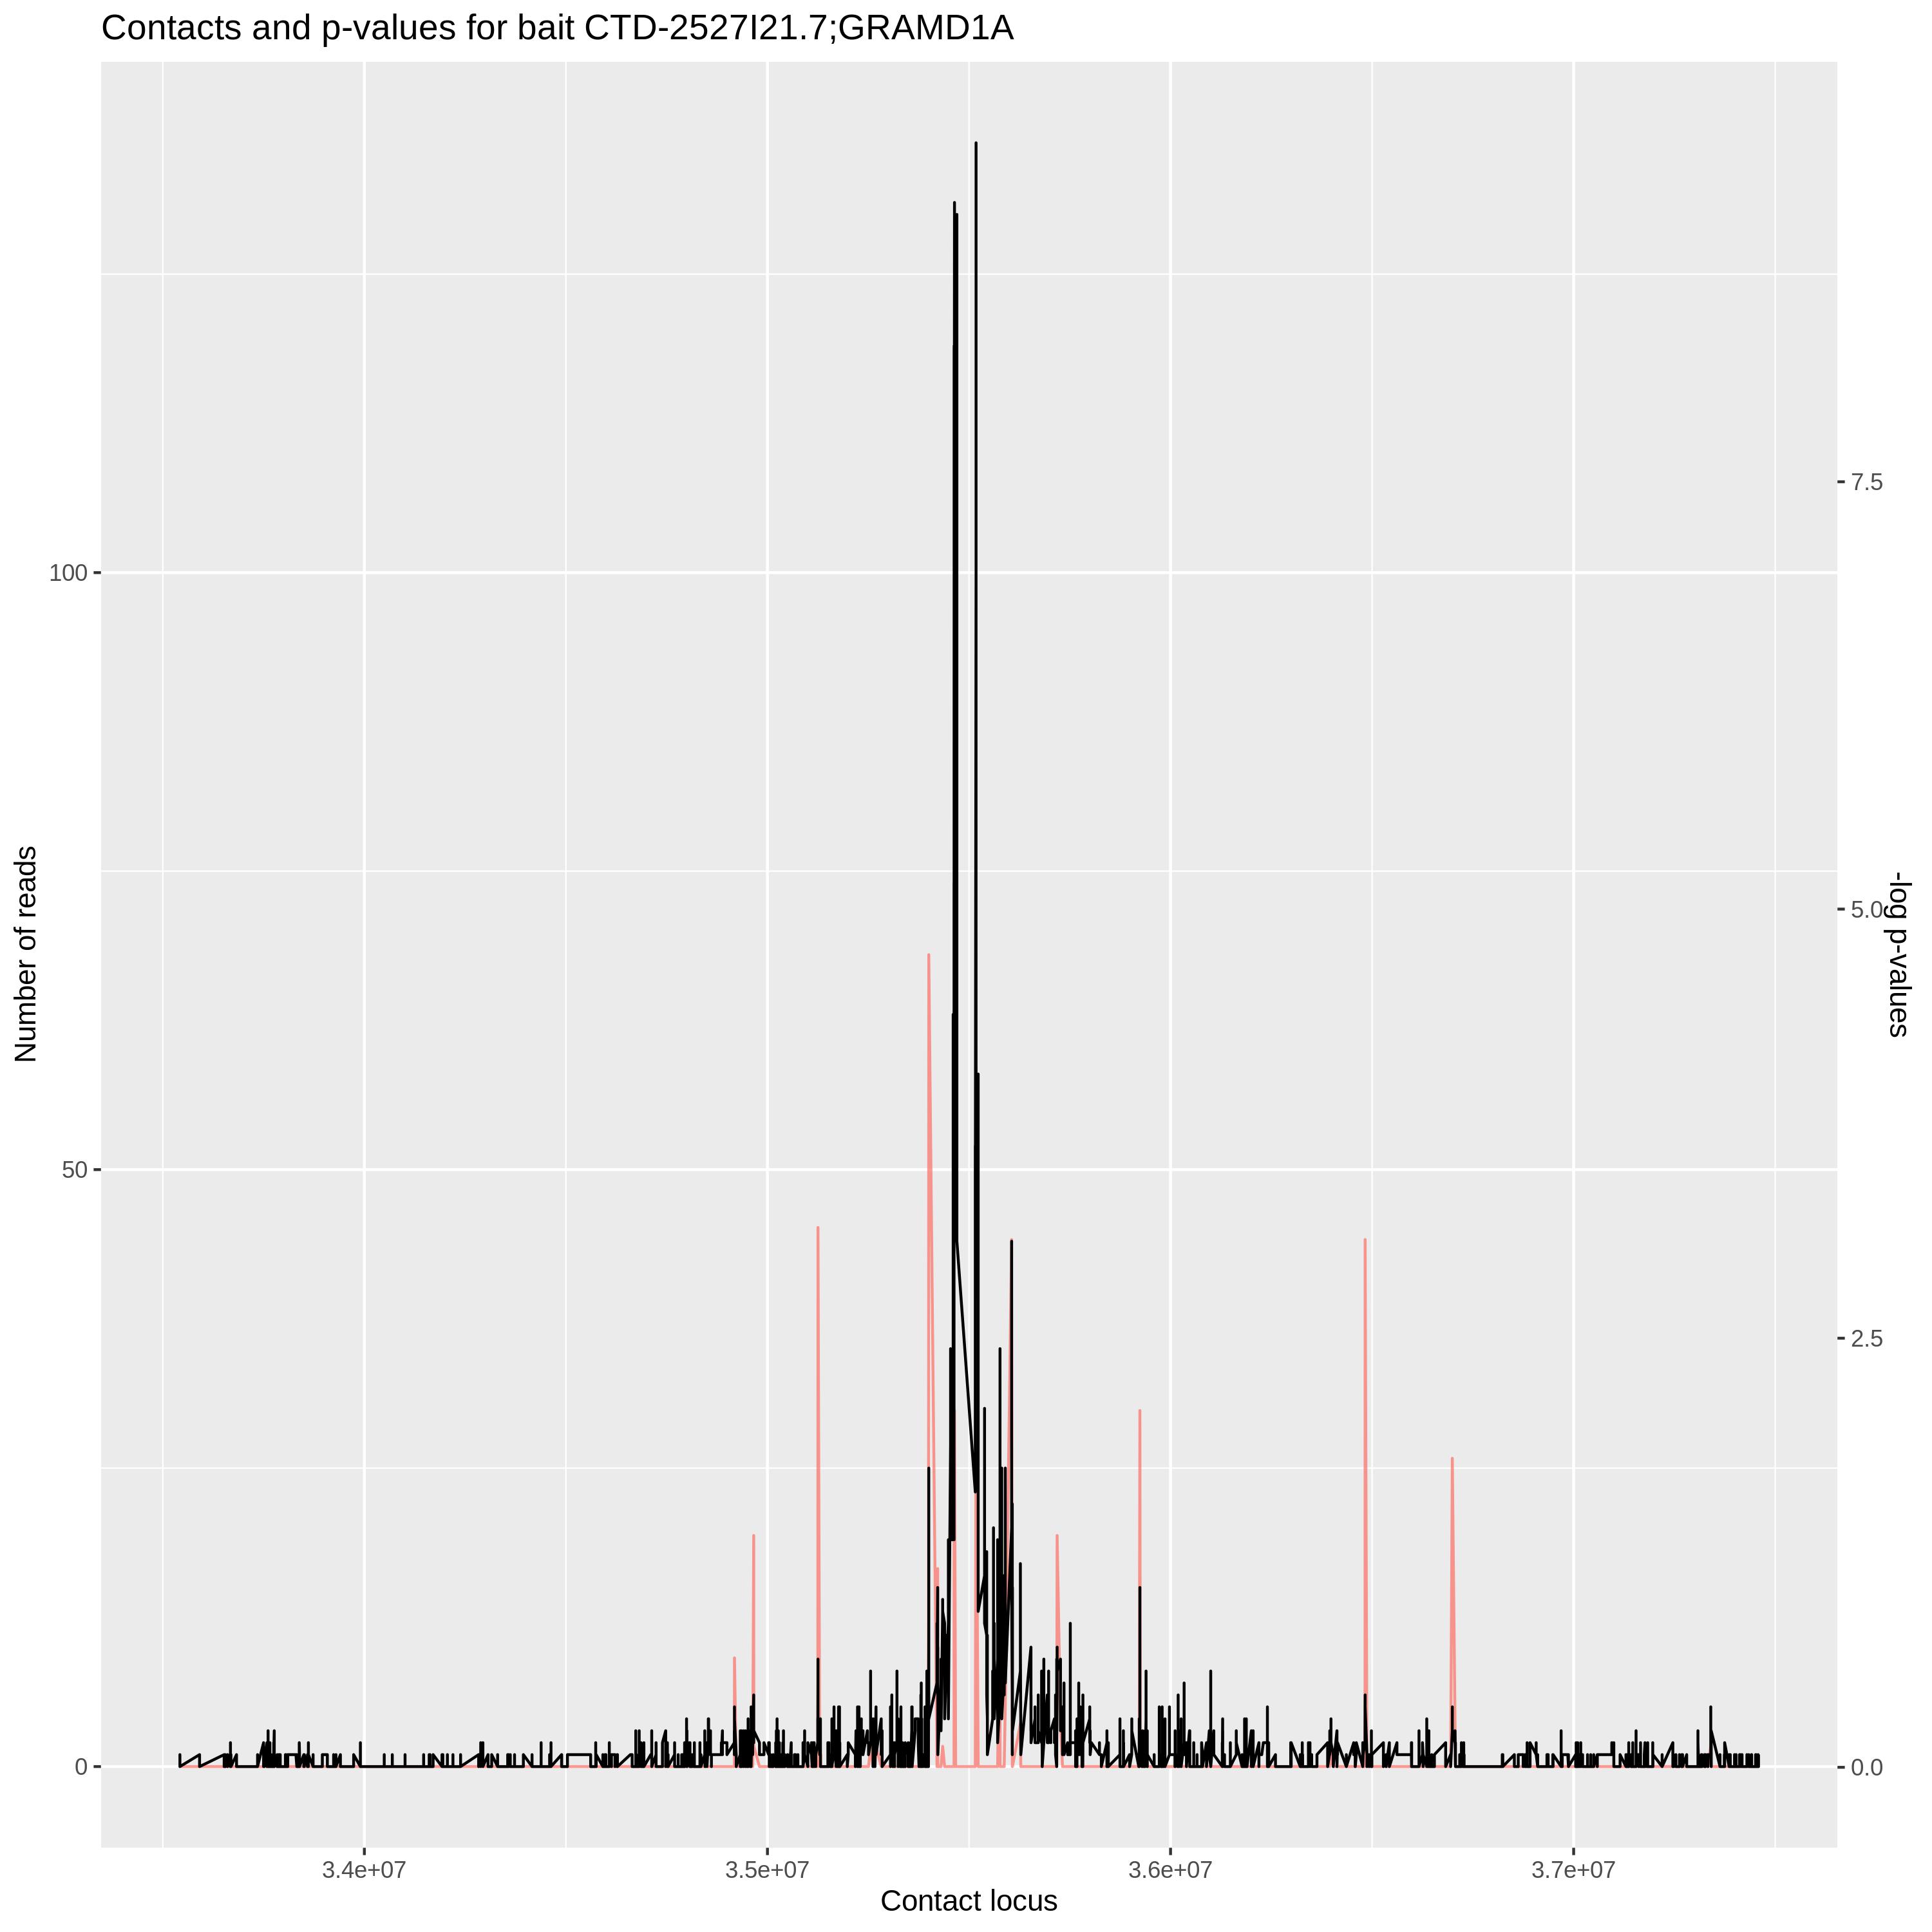 Contacts and p-values for bait CTD-2527I21.7;GRAMD1A
100
50
0
Number of reads
7.5
5.0
2.5
0.0
-log p-values
3.4e+07 3.5e+07 3.6e+07 3.7e+07
Contact locus